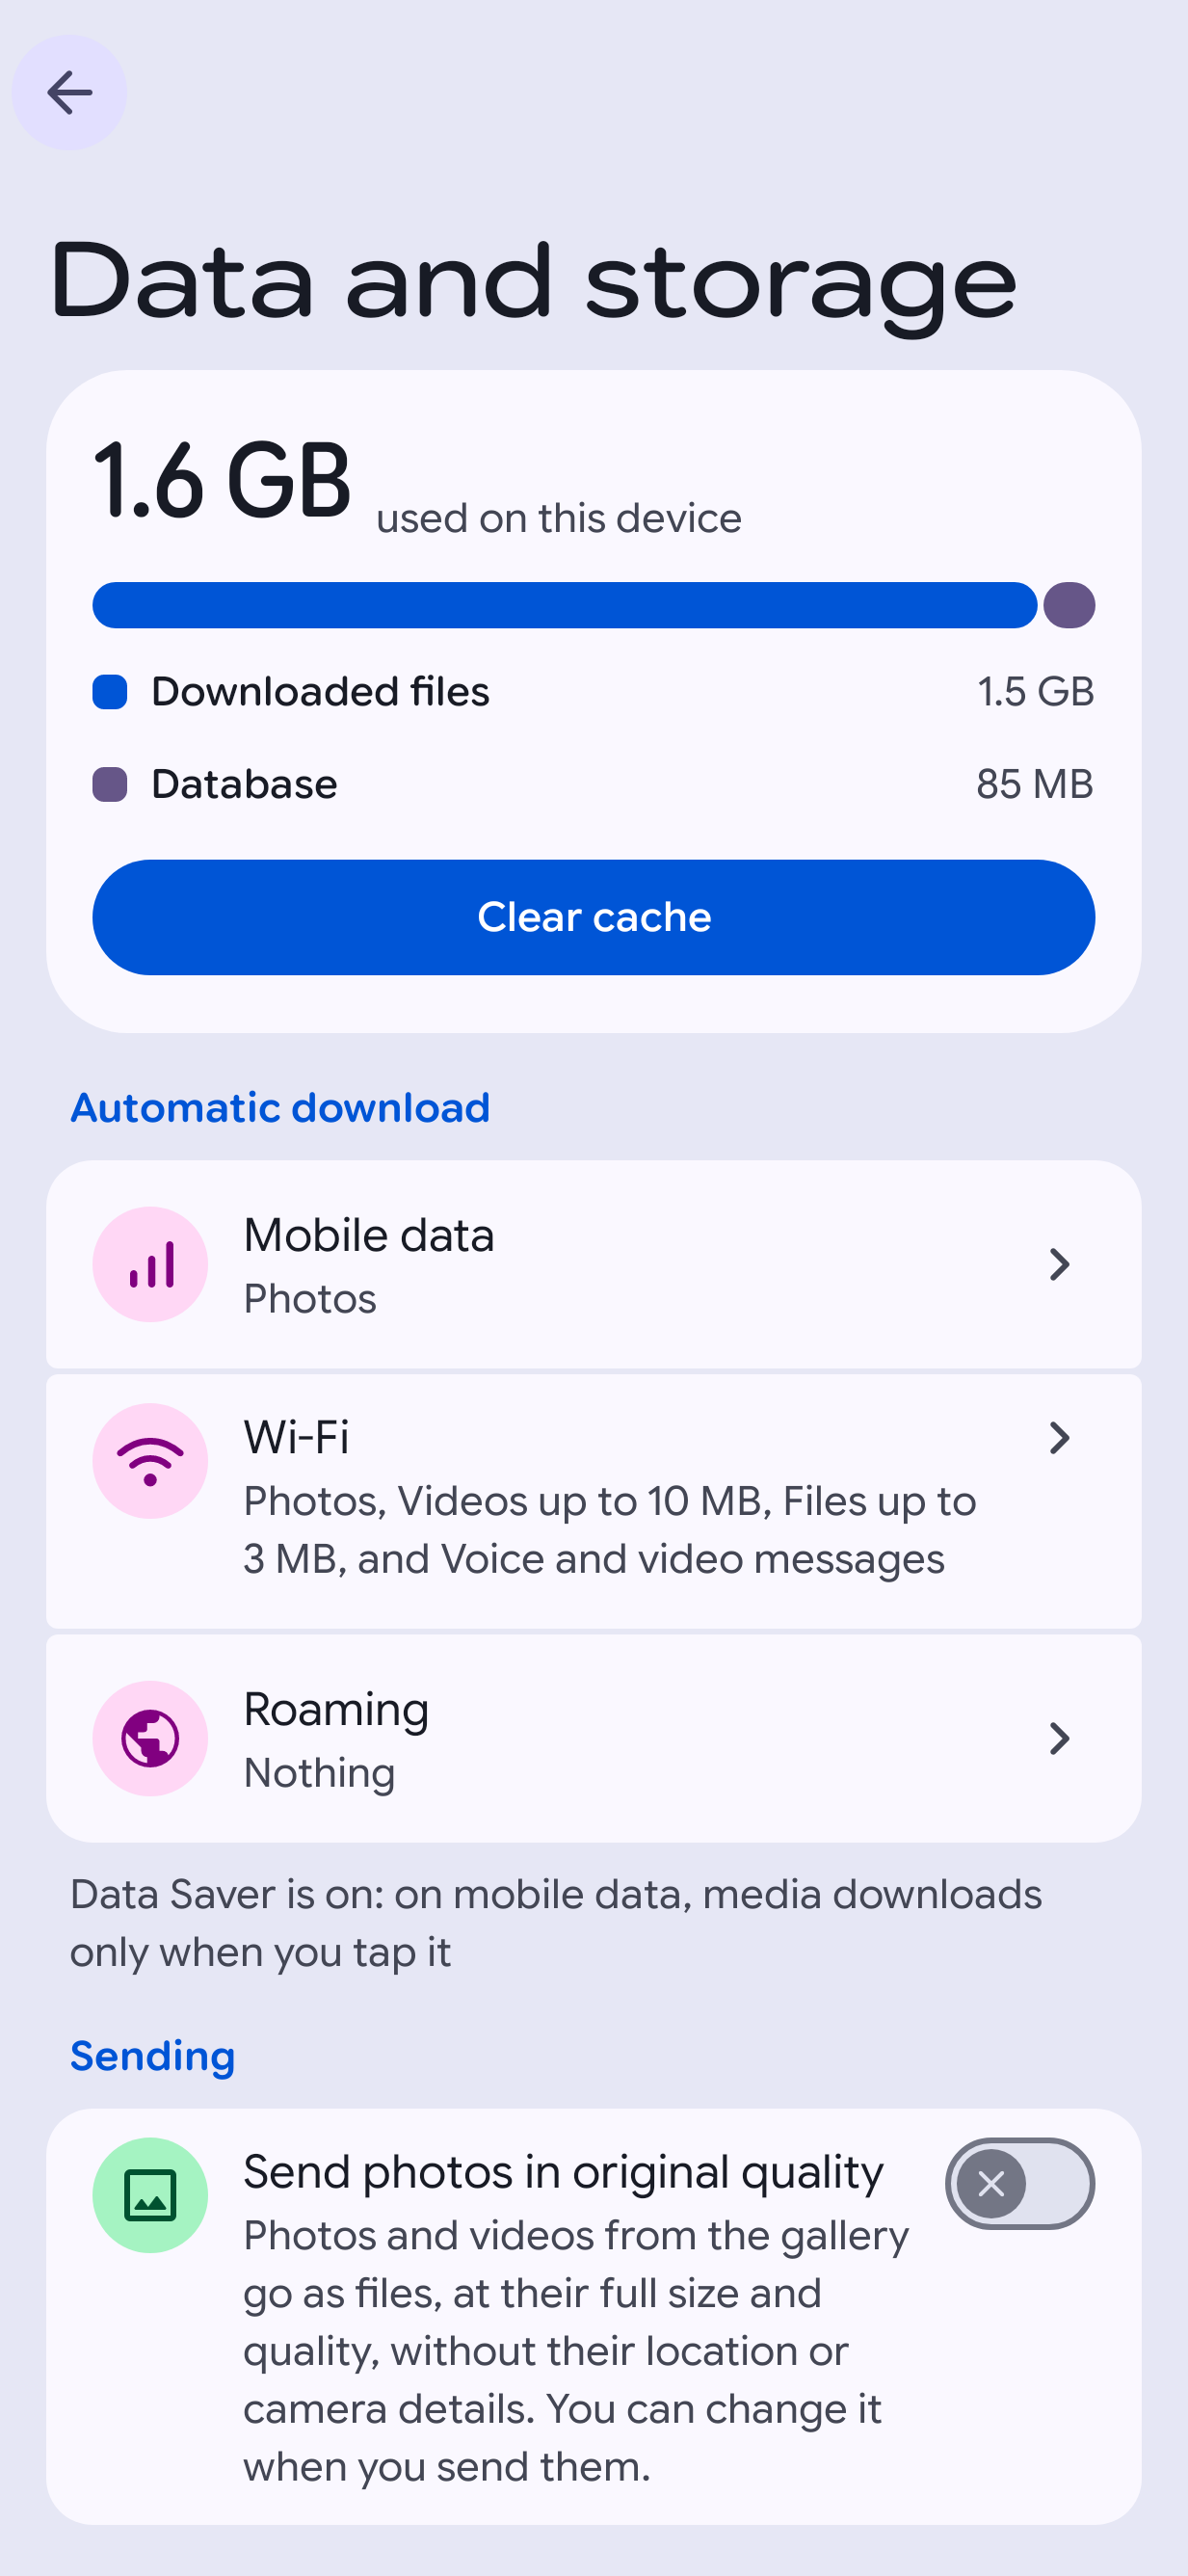 Data and storage
1.6 GB used on this device
Downloaded files 1.5 GB
Database 85 MB
Clear cache
Automatic download
Mobile data
Photos
Wi-Fi
Photos, Videos up to 10 MB, Files up to
3 MB, and Voice and video messages
Roaming
Nothing
Data Saver is on: on mobile data, media downloads
only when you tap it
Sending
Send photos in original quality
Photos and videos from the gallery
go as files, at their full size and
quality, without their location or
camera details. You can change it
when you send them.